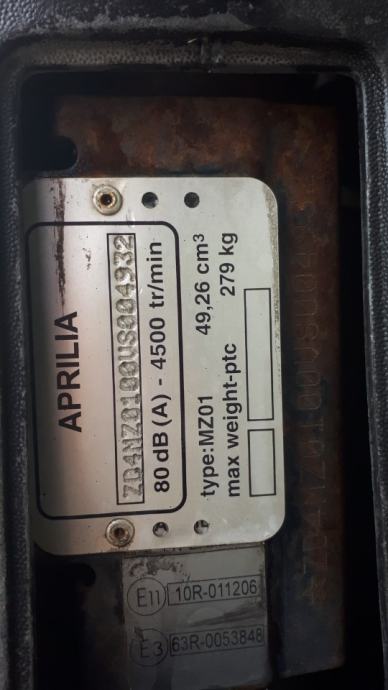 APRILIA
ZD4MZ0100VS004932
80 dB (A) - 4500 tr/min
type:MZ01 49,26 cm³
max weight-ptc 279 kg
E11 10R-011206
E3 63R-0053848